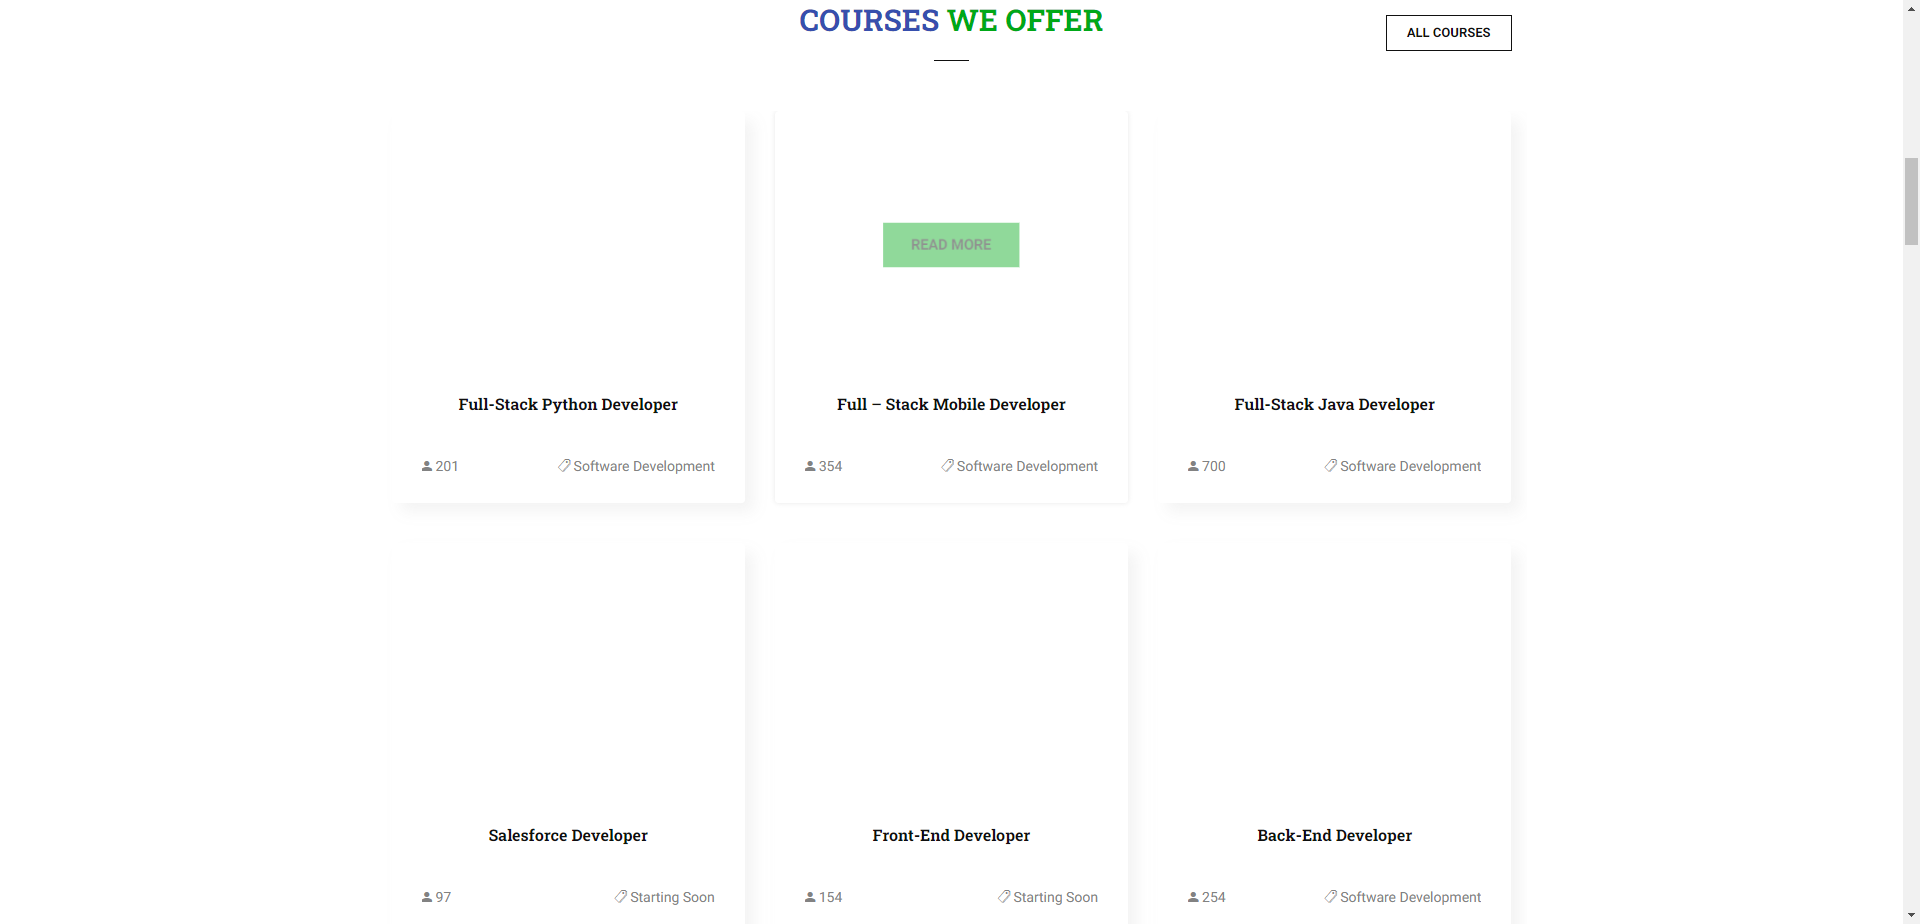 COURSES WE OFFER
ALL COURSES
READ MORE
Full-Stack Python Developer
201
Software Development
Full – Stack Mobile Developer
354
Software Development
Full-Stack Java Developer
700
Software Development
Salesforce Developer
97
Starting Soon
Front-End Developer
154
Starting Soon
Back-End Developer
254
Software Development